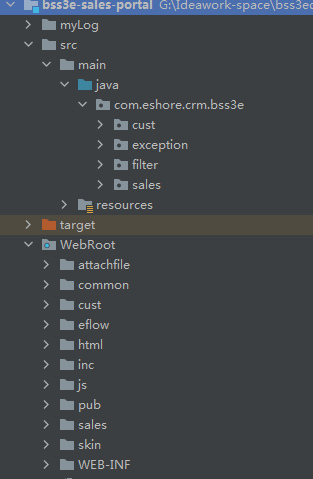 bss3e-sales-portal G:\Ideawork-space\bss3e
myLog
src
main
java
com.eshore.crm.bss3e
cust
exception
filter
sales
resources
target
WebRoot
attachfile
common
cust
eflow
html
inc
js
pub
sales
skin
WEB-INF